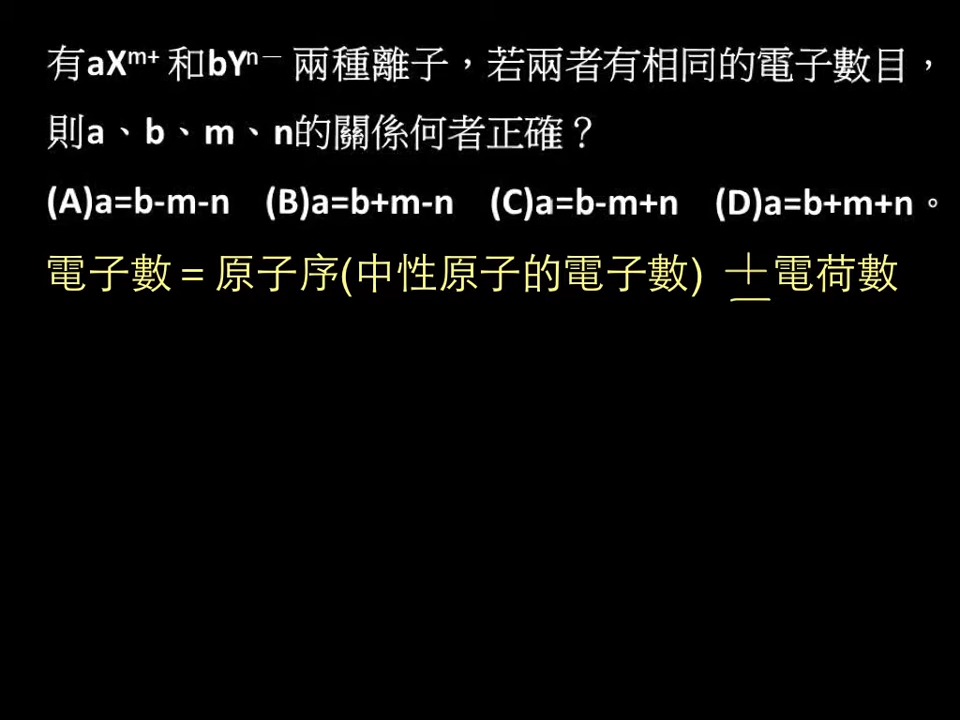 有aXᵐ⁺ 和bYⁿ⁻ 兩種離子，若兩者有相同的電子數目，
則a、b、m、n的關係何者正確？
(A)a=b-m-n (B)a=b+m-n (C)a=b-m+n (D)a=b+m+n。
電子數＝原子序(中性原子的電子數) ±電荷數